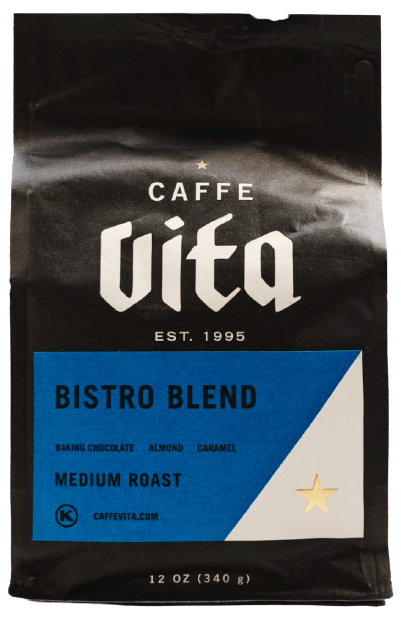 CAFFE
Vita
EST. 1995
BISTRO BLEND
BAKING CHOCOLATE ALMOND CARAMEL
MEDIUM ROAST
K CAFFEVITA.COM
12 OZ (340 g)